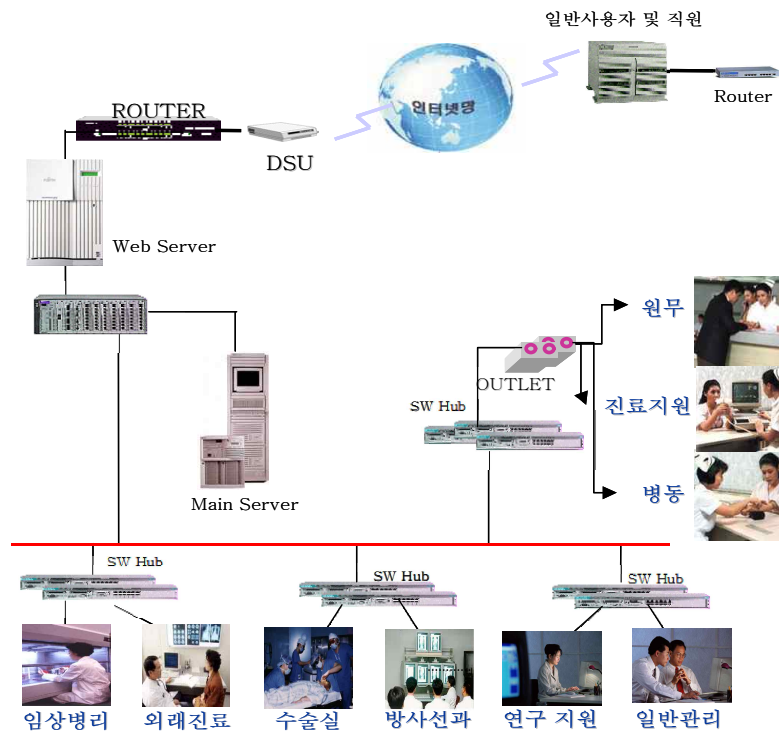 일반사용자 및 직원
인터넷망
Router
ROUTER
DSU
Web Server
원무
OUTLET
SW Hub
진료지원
병동
Main Server
SW Hub
SW Hub
SW Hub
임상병리
외래진료
수술실
방사선과
연구 지원
일반관리